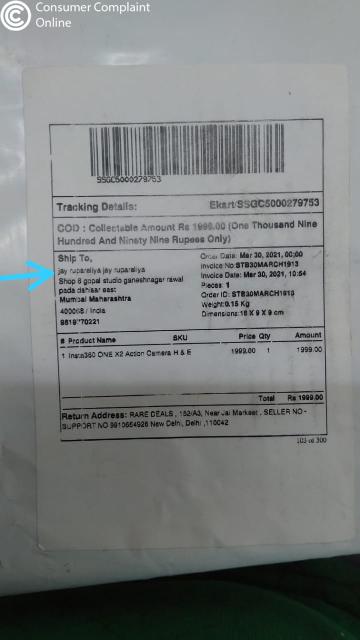 Consumer Complaint
Online
SSGC5000279753
Tracking Details: Ekart/SSGC5000279753
COD : Collectable Amount Rs 1999.00 (One Thousand Nine
Hundred And Ninety Nine Rupees Only)
Ship To,
jay ruparaliya jay ruparaliya
Shop 6 gopal studio ganeshnagar rawal
pada dahisar east
Mumbai Maharashtra
400068 / India
Order Date: Mar 30, 2021, 00:00
Invoice No: STB30MARCH1913
Invoice Date: Mar 30, 2021, 10:54
Pieces: 1
Order ID: STB30MARCH1913
Weight: 0.15 Kg
Dimensions: 16 X 9 X 9 cm
# Product Name SKU Price Qty Amount
1 Insta360 ONE X2 Action Camera H & E 1999.00 1 1999.00
Total Rs 1999.00
Return Address: RARE DEALS , 152/A3, Near Jai Markeet , SELLER NO-
SUPPORT NO 9910654926 New Delhi, Delhi ,110042
103 of 300